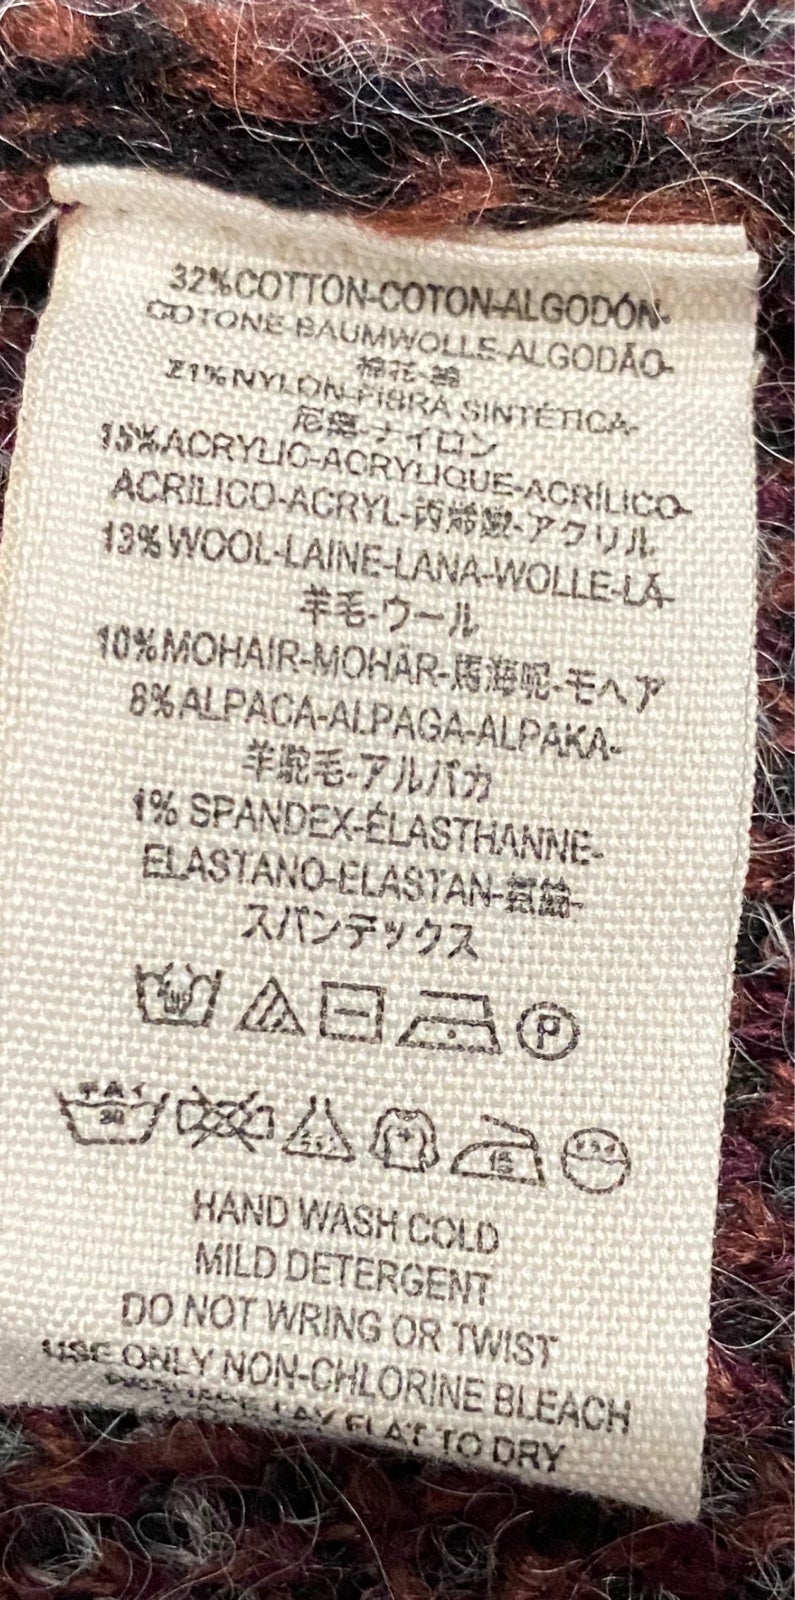 32%COTTON-COTON-ALGODÓN-
COTONE-BAUMWOLLE-ALGODÃO-
棉花-綿
21%NYLON-FIBRA SINTÉTICA-
尼龍-ナイロン
15%ACRYLIC-ACRYLIQUE-ACRÍLICO-
ACRILICO-ACRYL-丙烯酸-アクリル
13%WOOL-LAINE-LANA-WOLLE-LÃ-
羊毛-ウール
10%MOHAIR-MOHÄR-馬海呢-モヘア
8%ALPACA-ALPAGA-ALPAKA-
羊駝毛-アルパカ
1% SPANDEX-ÉLASTHANNE-
ELASTANO-ELASTAN-
スパンデックス
P
30
HAND WASH COLD
MILD DETERGENT
DO NOT WRING OR TWIST
USE ONLY NON-CHLORINE BLEACH
LAY FLAT TO DRY